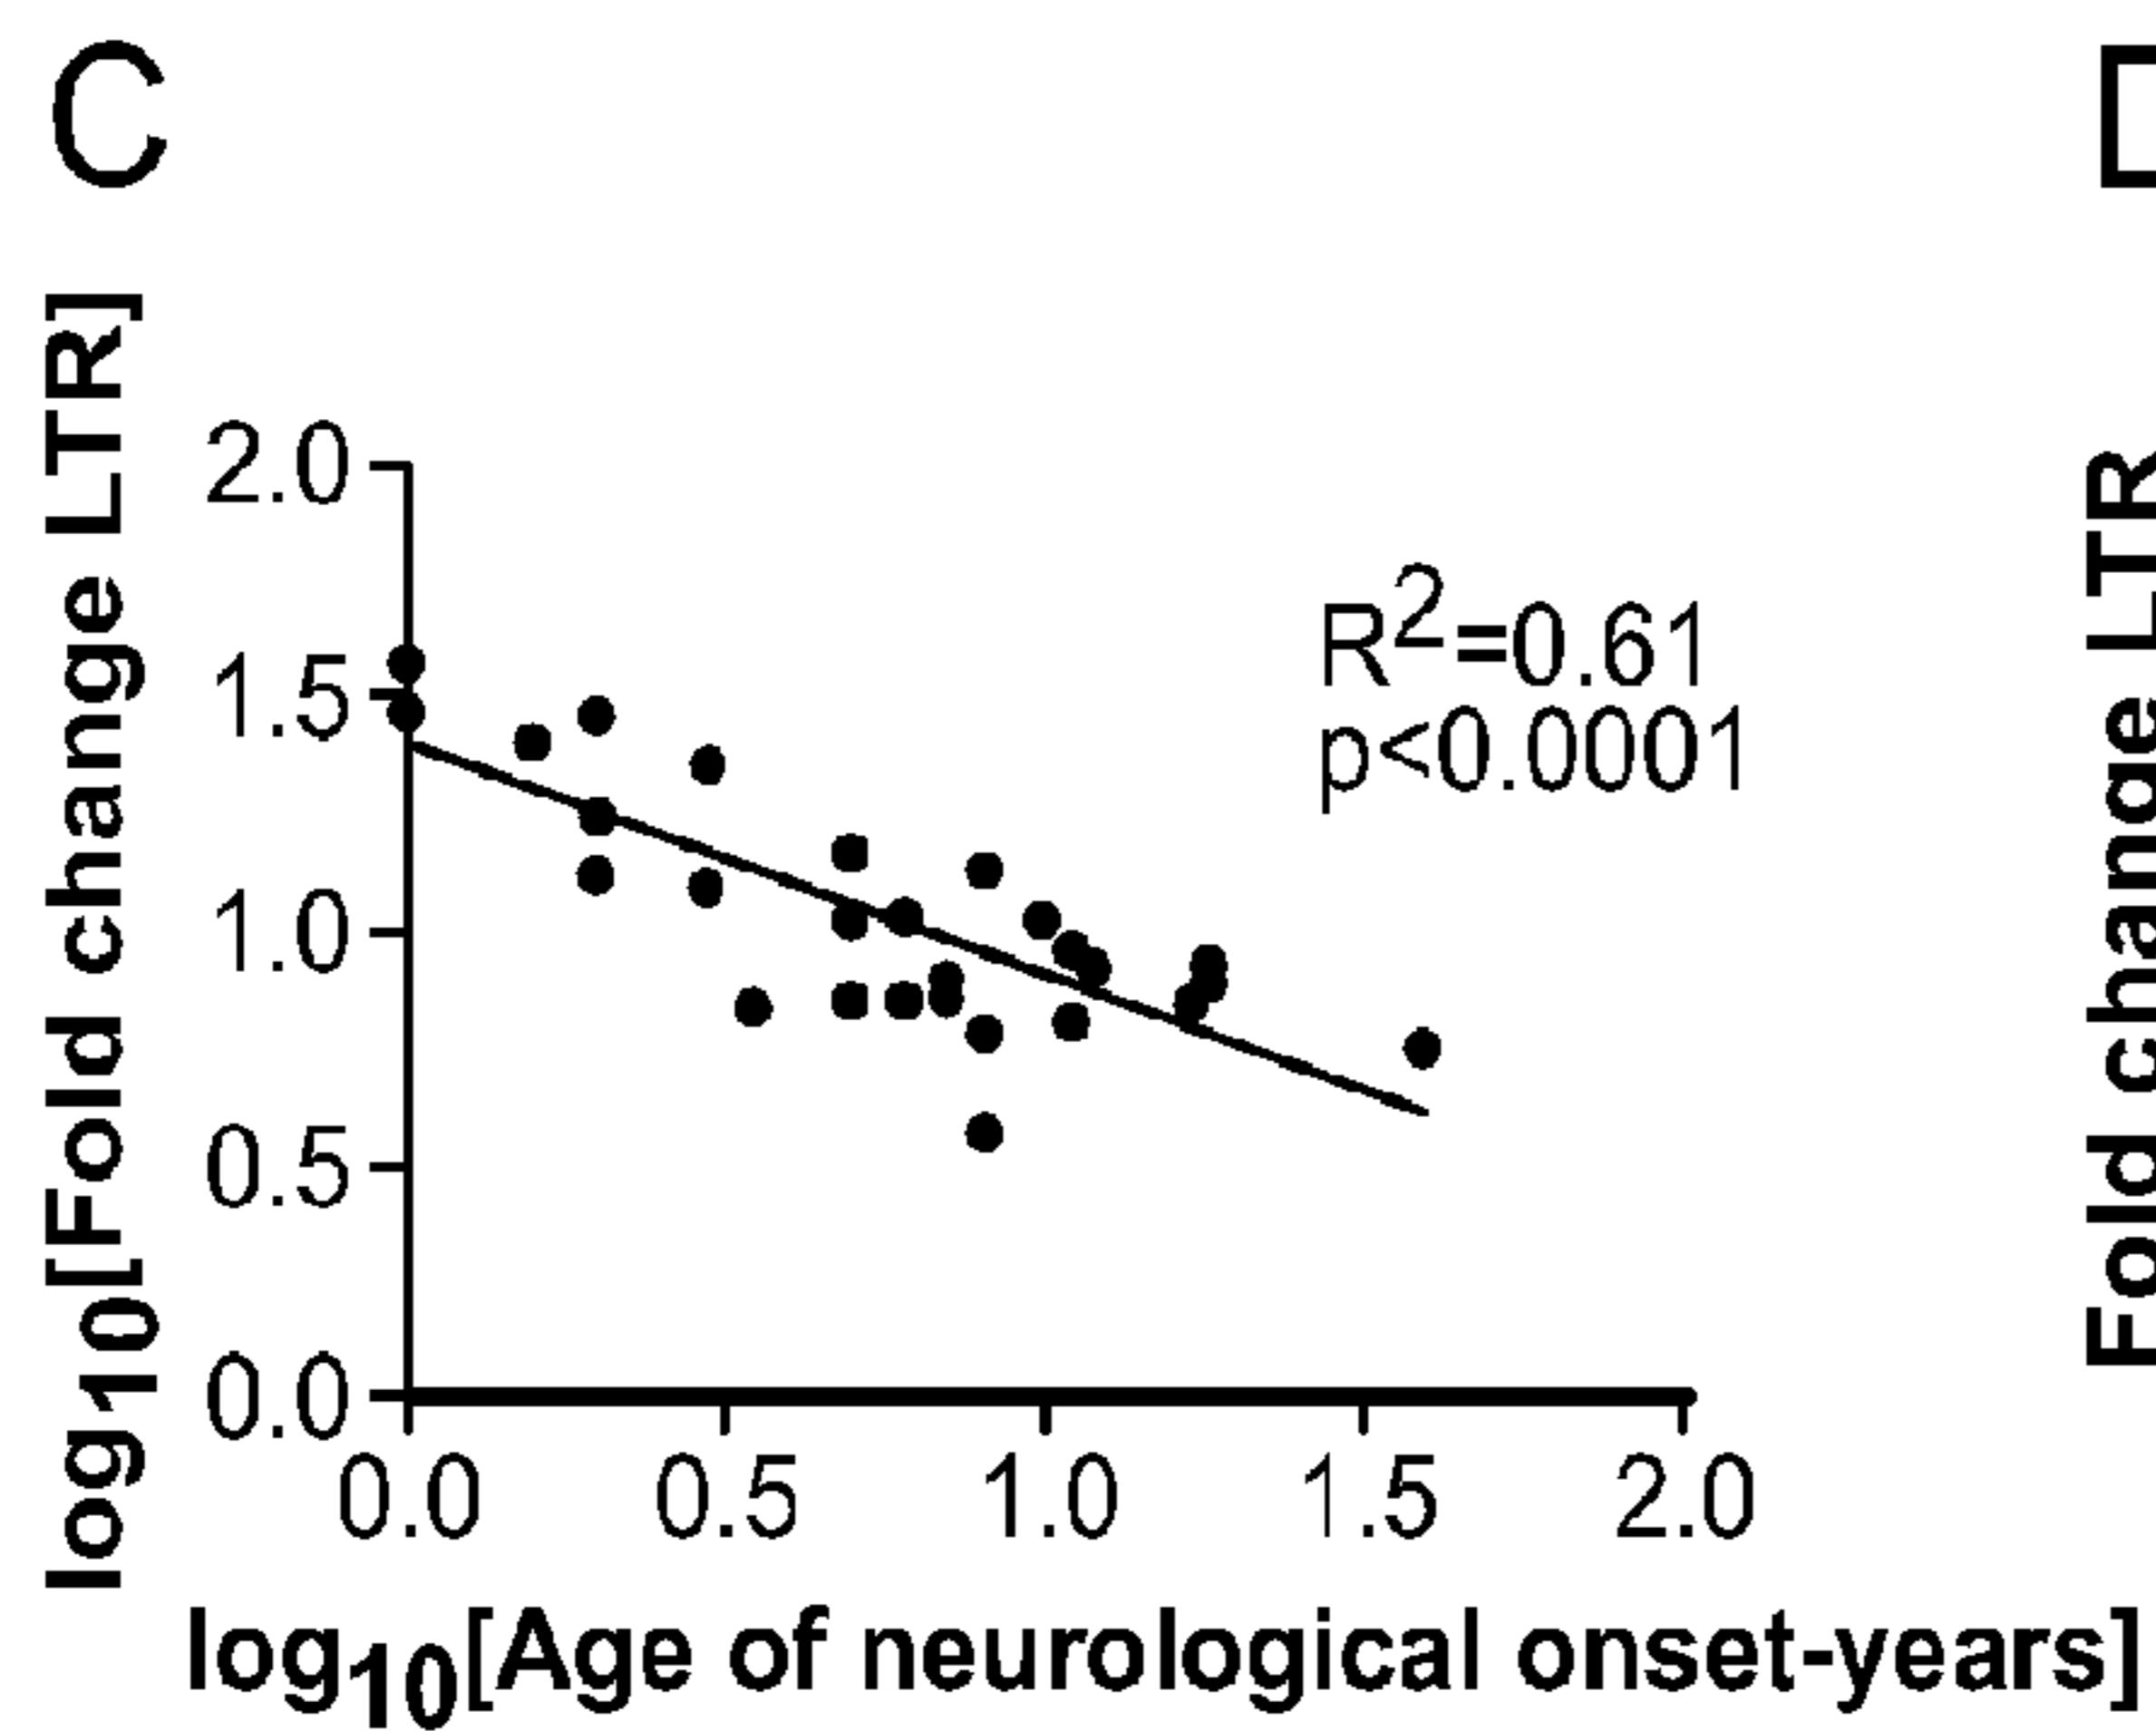 C
log10[Fold change LTR]
2.0
1.5
1.0
0.5
0.0
R2=0.61
p<0.0001
0.0 0.5 1.0 1.5 2.0
log10[Age of neurological onset-years]
Fold change LTR